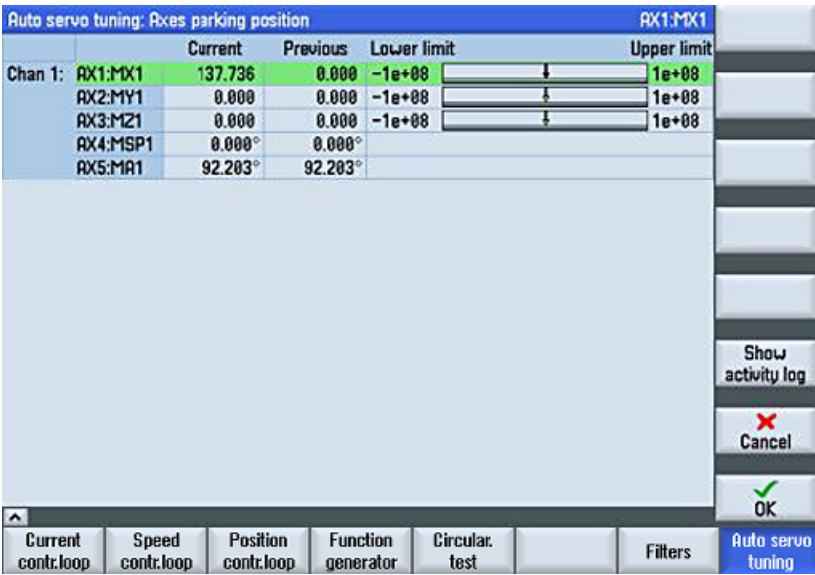 Auto servo tuning: Axes parking position AX1:MX1
Current Previous Lower limit Upper limit
Chan 1: AX1:MX1 137.736 0.000 -1e+08 1e+08
AX2:MY1 0.000 0.000 -1e+08 1e+08
AX3:MZ1 0.000 0.000 -1e+08 1e+08
AX4:MSP1 0.000° 0.000°
AX5:MA1 92.203° 92.203°
Show
activity log
Cancel
OK
Current
contr.loop
Speed
contr.loop
Position
contr.loop
Function
generator
Circular.
test
Filters
Auto servo
tuning